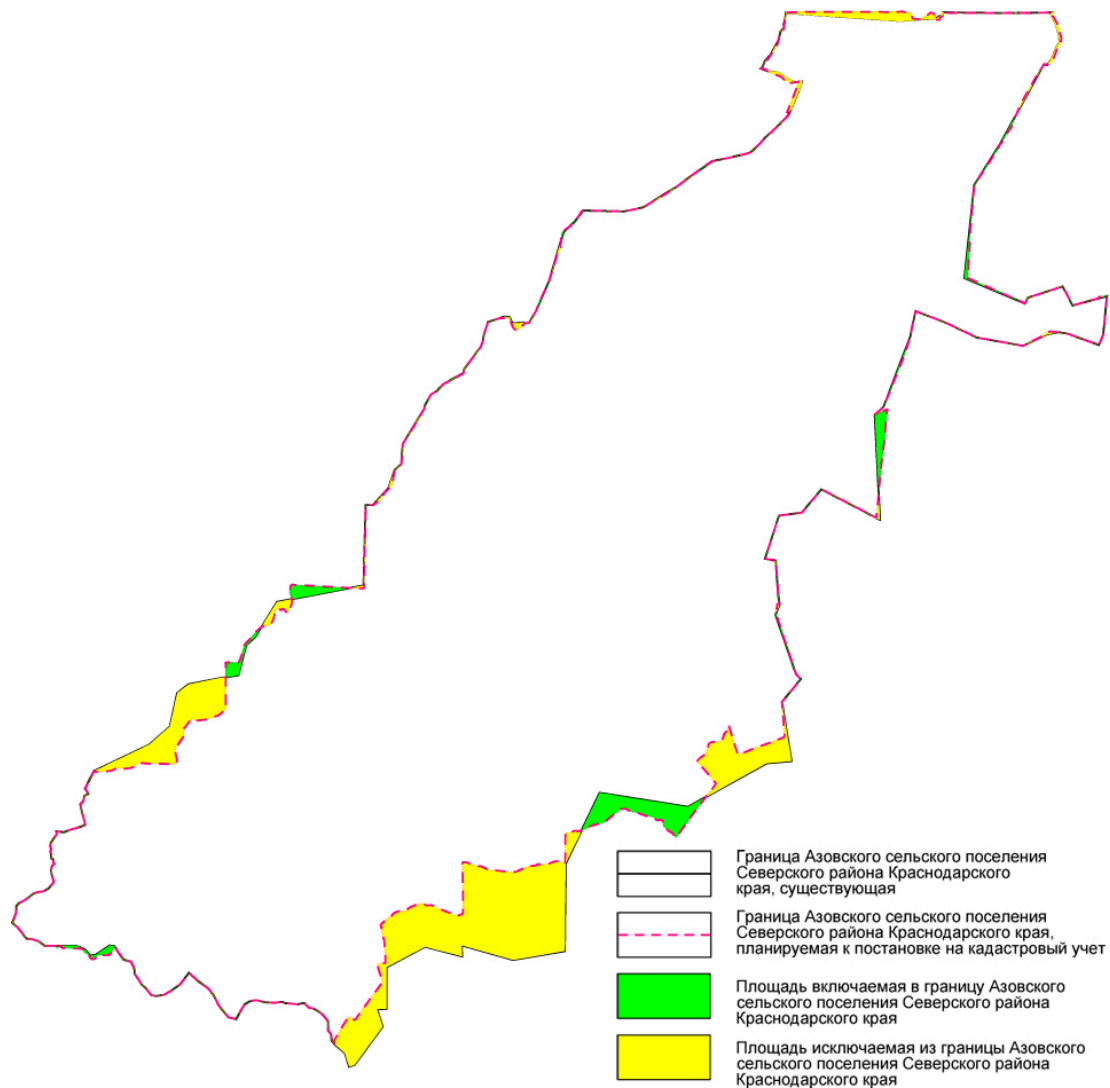 Граница Азовского сельского поселения
Северского района Краснодарского
края, существующая
Граница Азовского сельского поселения
Северского района Краснодарского края,
планируемая к постановке на кадастровый учет
Площадь включаемая в границу Азовского
сельского поселения Северского района
Краснодарского края
Площадь исключаемая из границы Азовского
сельского поселения Северского района
Краснодарского края